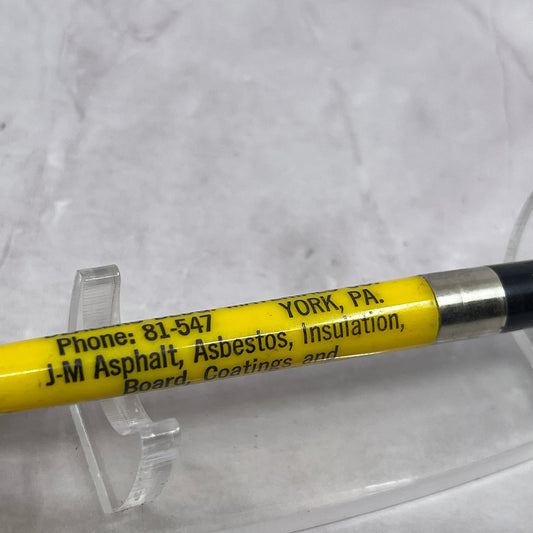 Phone: 81-547 YORK, PA.
J-M Asphalt, Asbestos, Insulation,
Board, Coatings and